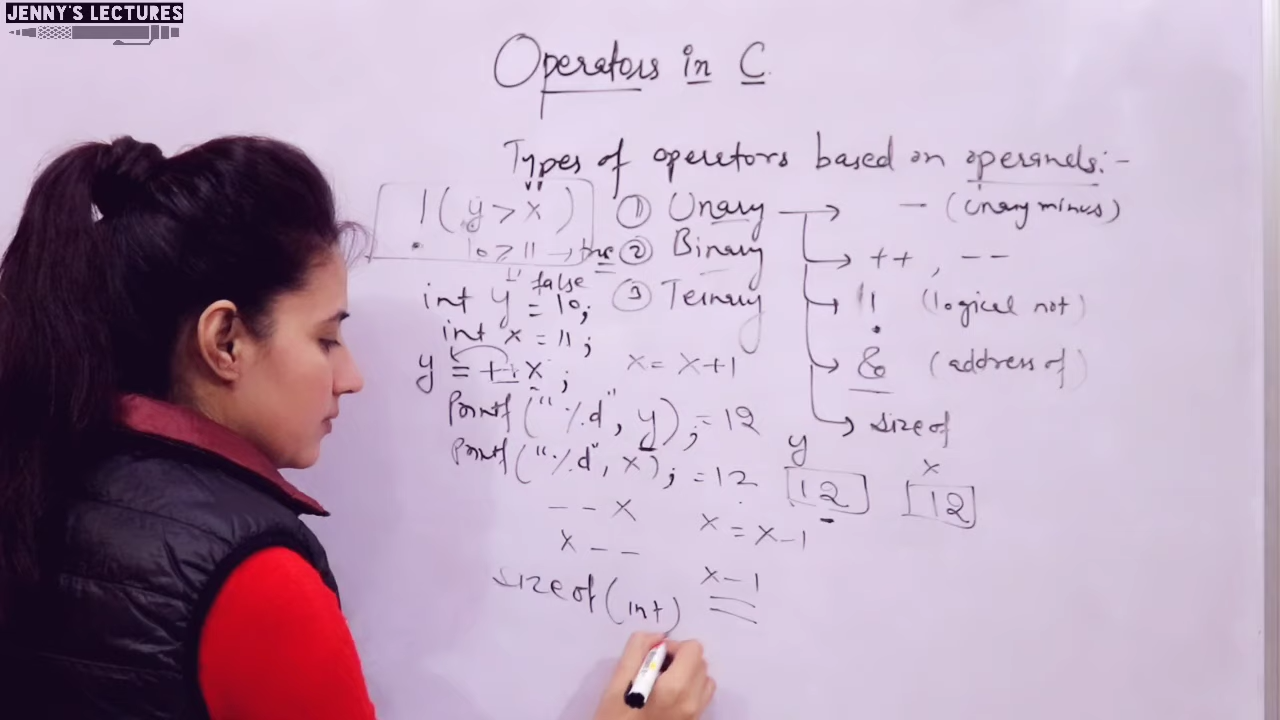 JENNY'S LECTURES
Operators in C
Types of operators based on operands:-
!(y > x)
10 > 11 → true
false
① Unary → - (unary minus)
② Binary → ++ , --
③ Ternary → ! (logical not)
→ & (address of)
→ sizeof
int y = 10;
int x = 11;
y = ++x; x = x+1
printf("%d", y); = 12
printf("%d", x); = 12
y x
12 12
--x x = x-1
x-- x-1
sizeof(int)